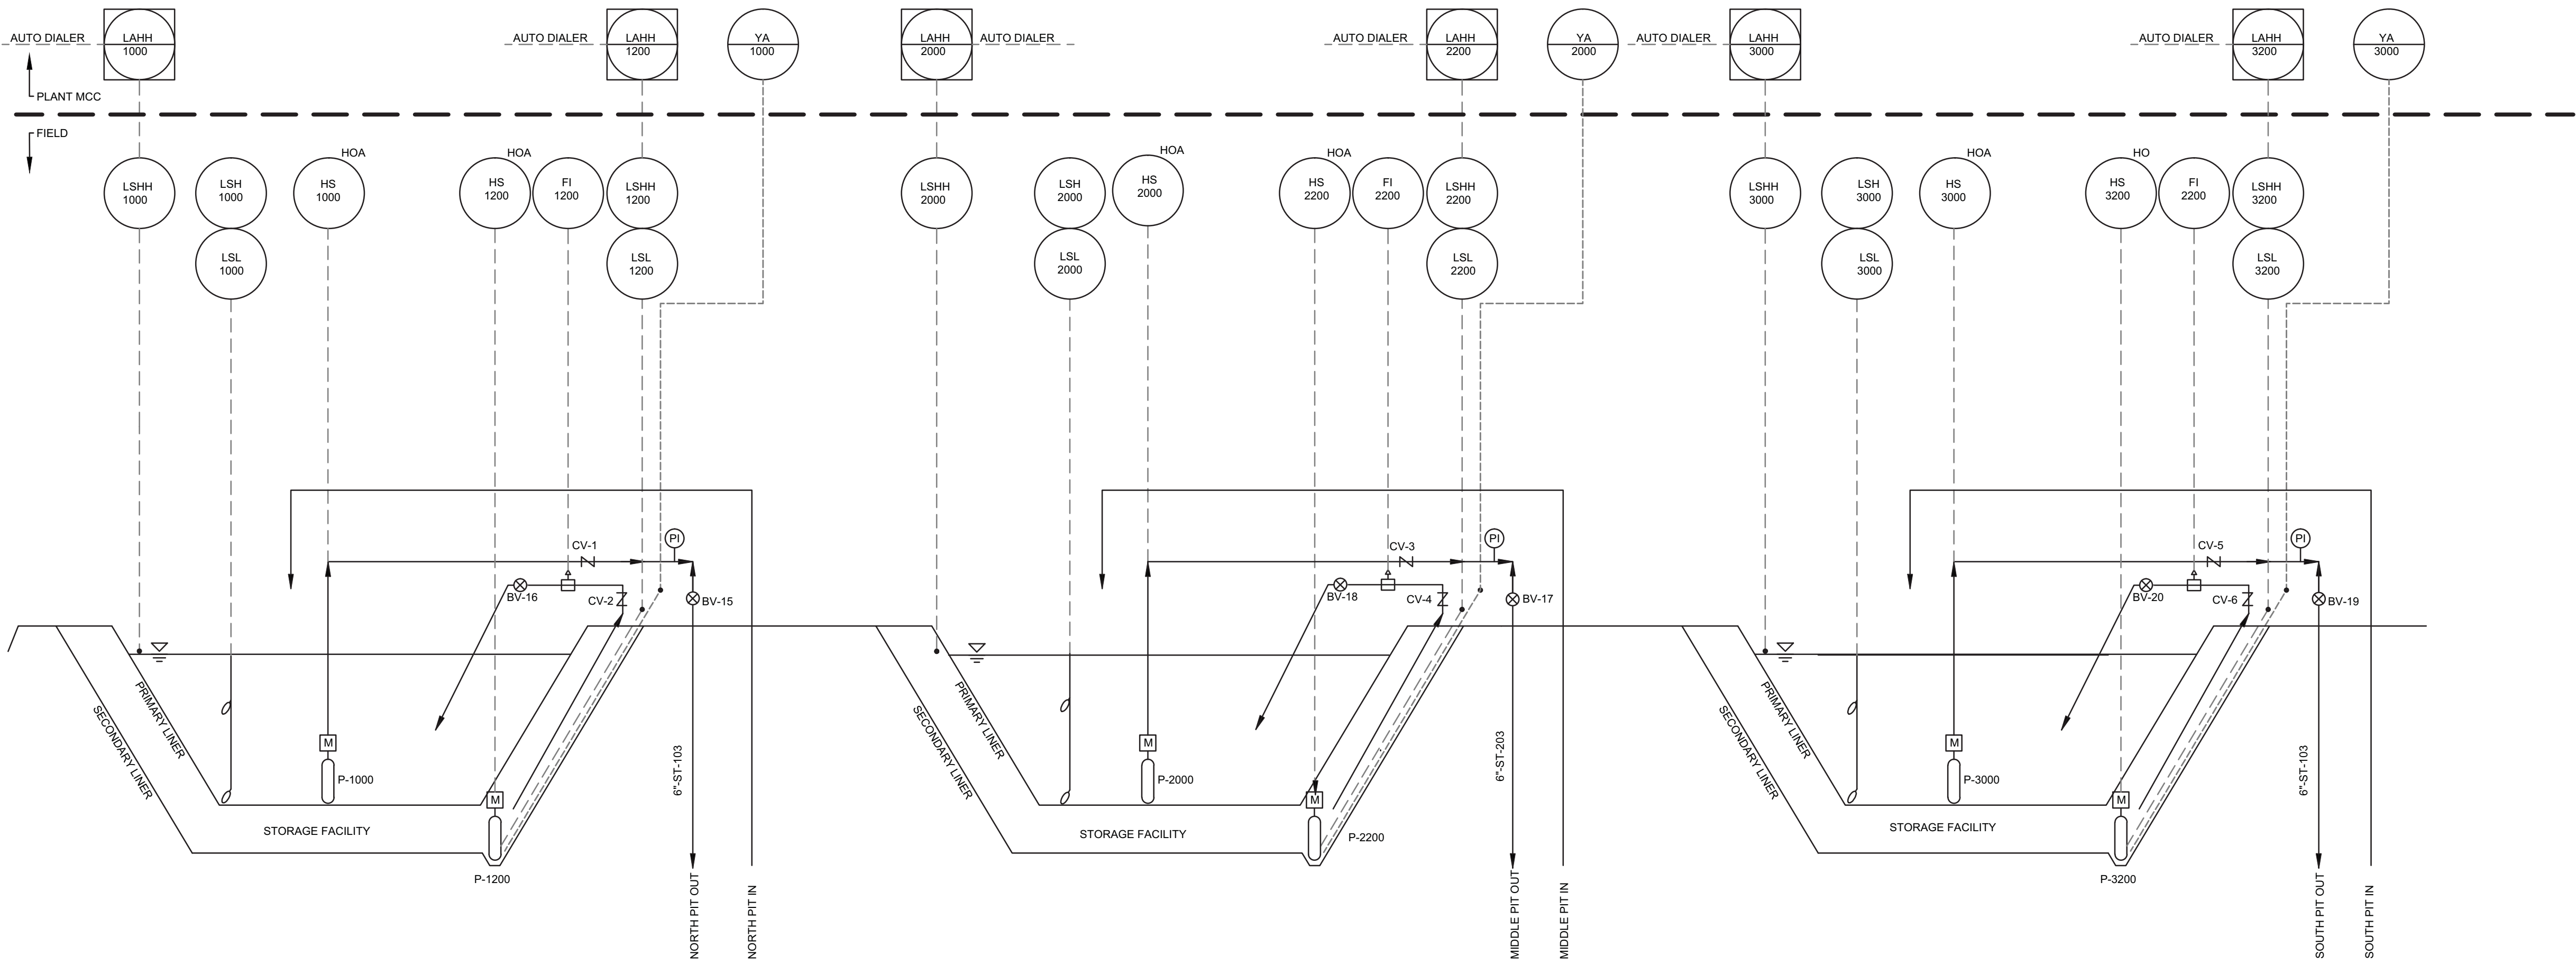 AUTO DIALER
LAHH
1000
AUTO DIALER
LAHH
1200
YA
1000
LAHH
2000
AUTO DIALER
AUTO DIALER
LAHH
2200
YA
2000
AUTO DIALER
LAHH
3000
AUTO DIALER
LAHH
3200
YA
3000
PLANT MCC
FIELD
LSHH
1000
LSH
1000
LSL
1000
HOA
HS
1000
HOA
HS
1200
FI
1200
LSHH
1200
LSL
1200
LSHH
2000
LSH
2000
LSL
2000
HOA
HS
2000
HOA
HS
2200
FI
2200
LSHH
2200
LSL
2200
LSHH
3000
LSH
3000
LSL
3000
HOA
HS
3000
HO
HS
3200
FI
2200
LSHH
3200
LSL
3200
CV-1
PI
BV-16
CV-2
BV-15
PRIMARY LINER
SECONDARY LINER
M
P-1000
M
STORAGE FACILITY
P-1200
6"-ST-103
NORTH PIT OUT
NORTH PIT IN
CV-3
PI
BV-18
CV-4
BV-17
PRIMARY LINER
SECONDARY LINER
M
P-2000
M
STORAGE FACILITY
P-2200
6"-ST-203
MIDDLE PIT OUT
MIDDLE PIT IN
CV-5
PI
BV-20
CV-6
BV-19
PRIMARY LINER
SECONDARY LINER
M
P-3000
M
STORAGE FACILITY
P-3200
6"-ST-103
SOUTH PIT OUT
SOUTH PIT IN